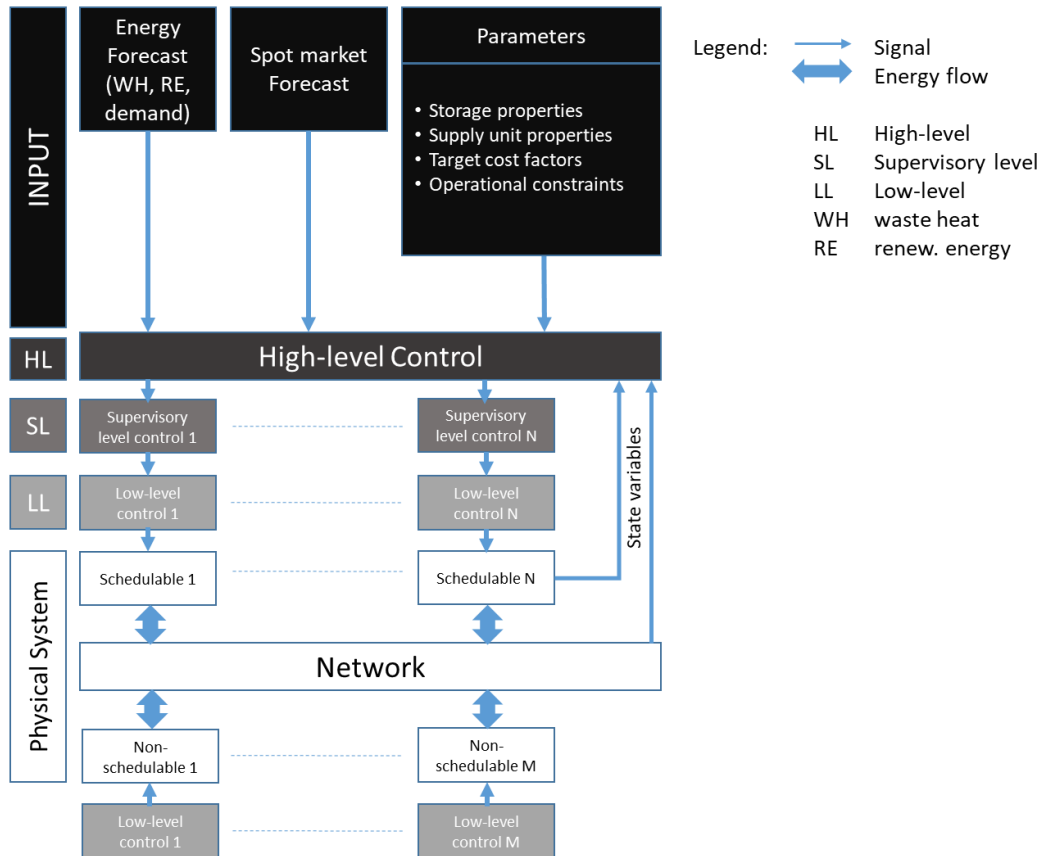 INPUT
Energy
Forecast
(WH, RE,
demand)
Spot market
Forecast
Parameters
• Storage properties
• Supply unit properties
• Target cost factors
• Operational constraints
Legend:
Signal
Energy flow
HL High-level
SL Supervisory level
LL Low-level
WH waste heat
RE renew. energy
HL
High-level Control
SL
Supervisory
level control 1
Supervisory
level control N
LL
Low-level
control 1
Low-level
control N
State variables
Physical System
Schedulable 1
Schedulable N
Network
Non-
schedulable 1
Non-
schedulable M
Low-level
control 1
Low-level
control M